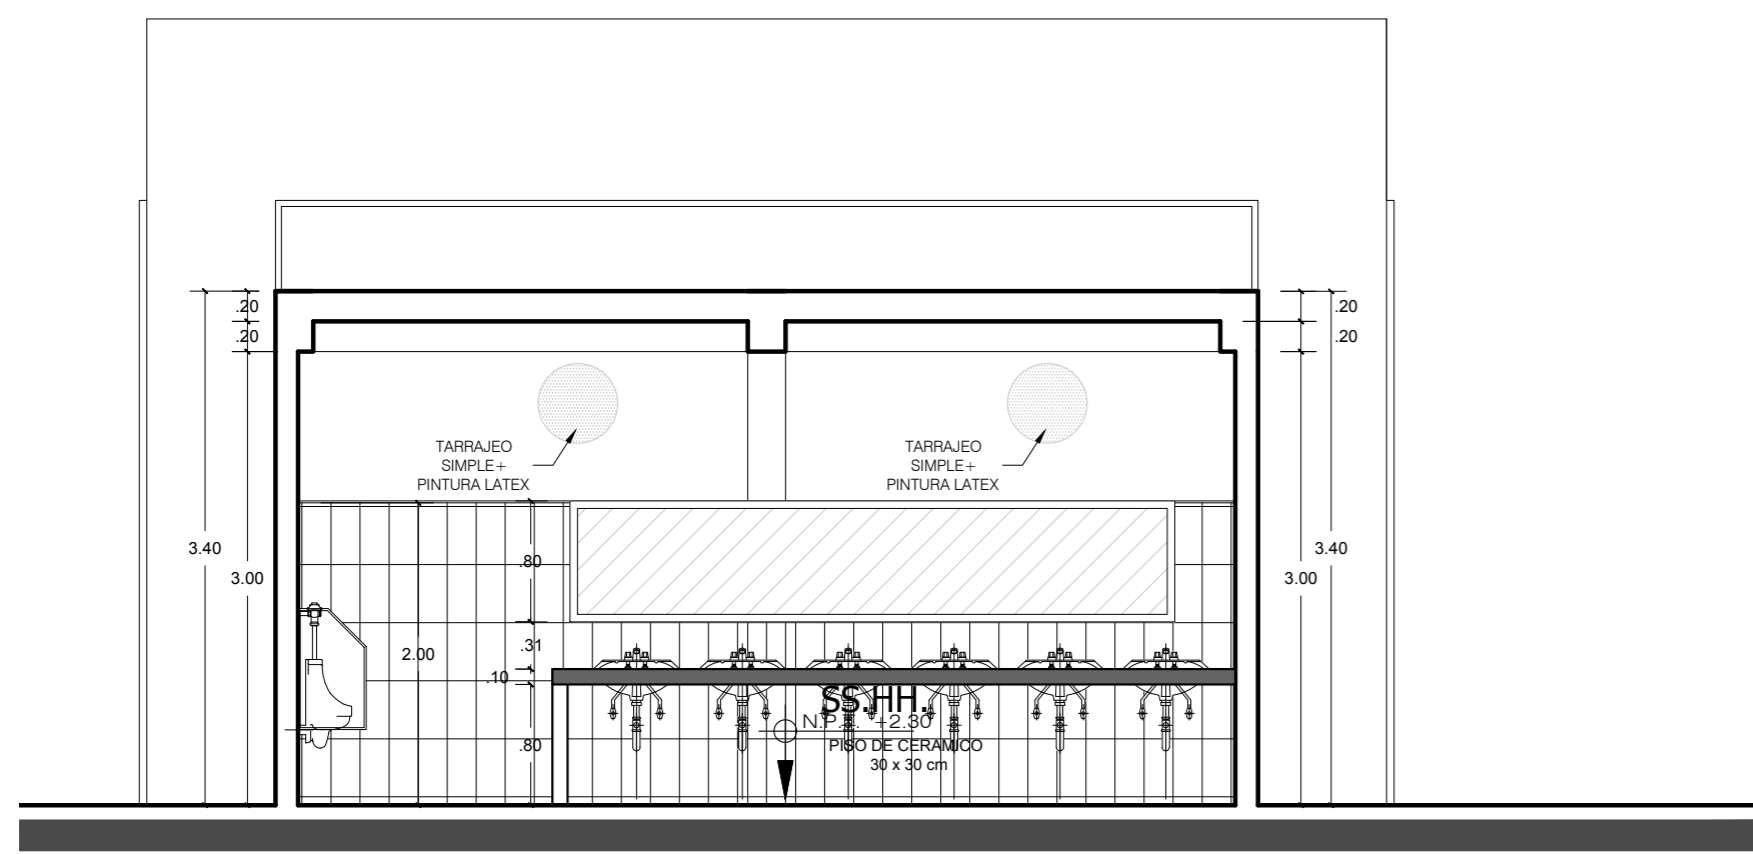 .20
.20
.20
.20
TARRAJEO
SIMPLE+
PINTURA LATEX
TARRAJEO
SIMPLE+
PINTURA LATEX
3.40
3.00
.80
3.40
3.00
2.00
.31
.10
SS.HH.
+2.30
.80
PISO DE CERAMICO
30 x 30 cm